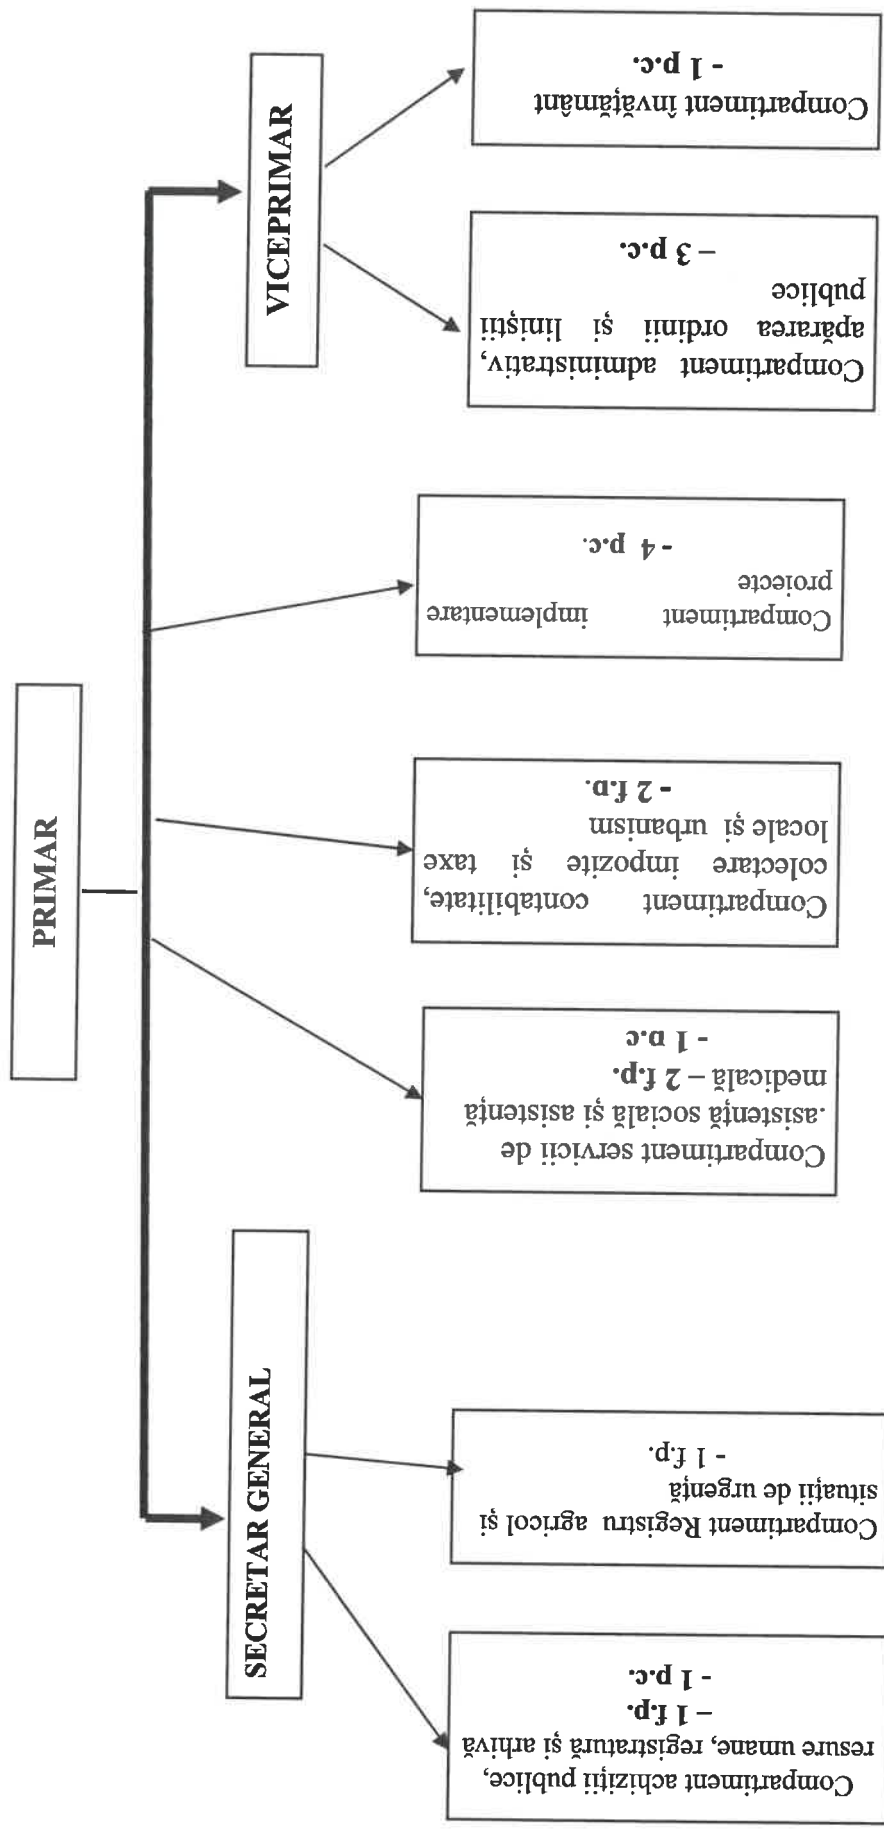 PRIMAR
SECRETAR GENERAL
VICEPRIMAR
Compartiment achiziții publice,
resure umane, registratură și arhivă
– 1 f.p.
- 1 p.c.
Compartiment Registru agricol și
situații de urgență
- 1 f.p.
Compartiment servicii de
.asistență socială și asistență
medicală – 2 f.p.
- 1 p.c
Compartiment contabilitate,
colectare impozite și taxe
locale și urbanism
- 2 f.p.
Compartiment implementare
proiecte
- 4 p.c.
Compartiment administrativ,
apărarea ordinii și liniștii
publice
– 3 p.c.
Compartiment învățământ
- 1 p.c.